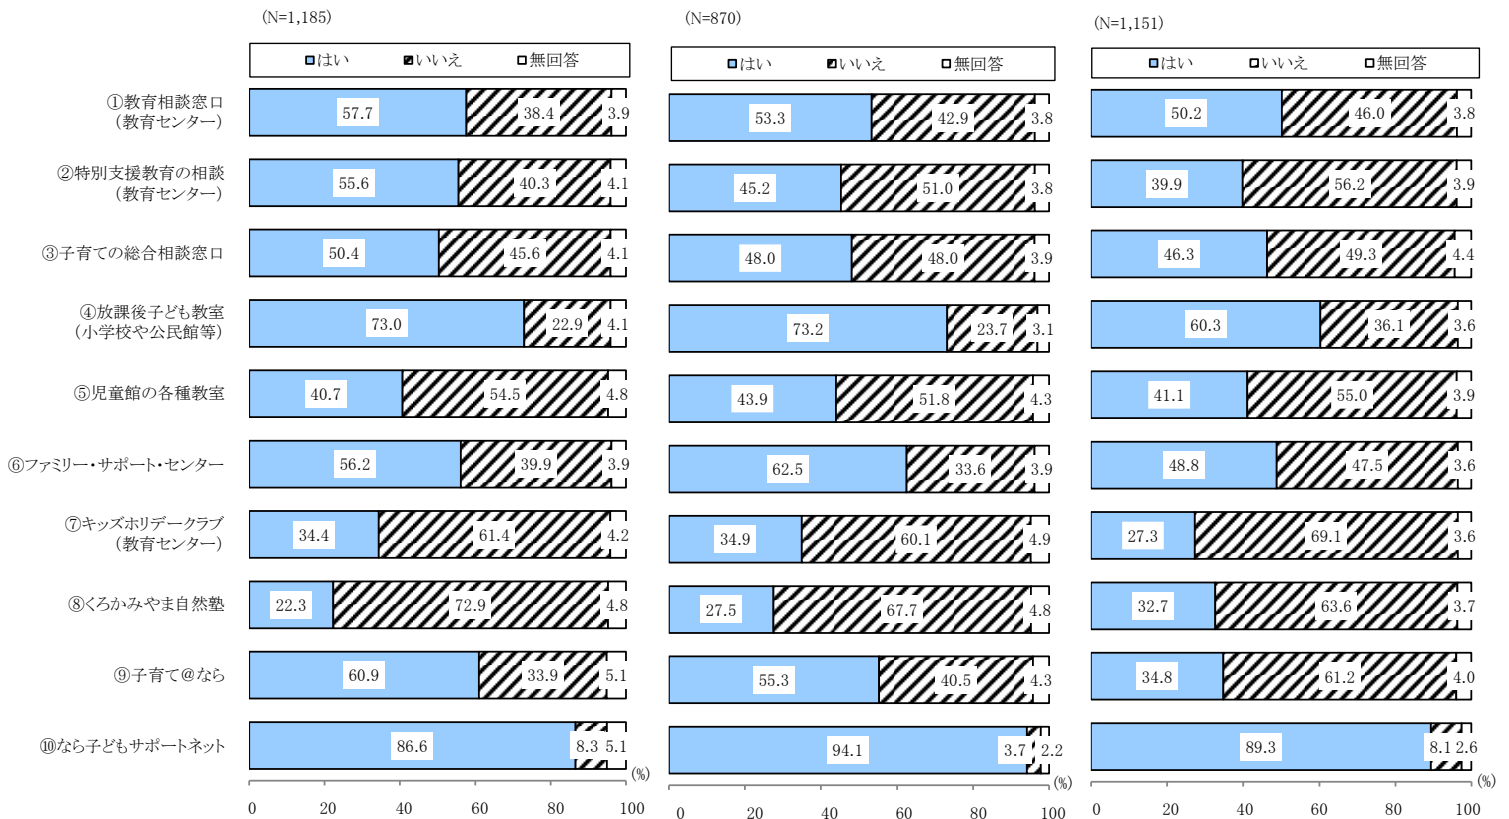 (N=1,185)
(N=870)
(N=1,151)
はい いいえ 無回答
はい いいえ 無回答
はい いいえ 無回答
①教育相談窓口
(教育センター)
57.7 38.4 3.9
53.3 42.9 3.8
50.2 46.0 3.8
②特別支援教育の相談
(教育センター)
55.6 40.3 4.1
45.2 51.0 3.8
39.9 56.2 3.9
③子育ての総合相談窓口
50.4 45.6 4.1
48.0 48.0 3.9
46.3 49.3 4.4
④放課後子ども教室
(小学校や公民館等)
73.0 22.9 4.1
73.2 23.7 3.1
60.3 36.1 3.6
⑤児童館の各種教室
40.7 54.5 4.8
43.9 51.8 4.3
41.1 55.0 3.9
⑥ファミリー・サポート・センター
56.2 39.9 3.9
62.5 33.6 3.9
48.8 47.5 3.6
⑦キッズホリデークラブ
(教育センター)
34.4 61.4 4.2
34.9 60.1 4.9
27.3 69.1 3.6
⑧くろかみやま自然塾
22.3 72.9 4.8
27.5 67.7 4.8
32.7 63.6 3.7
⑨子育て@なら
60.9 33.9 5.1
55.3 40.5 4.3
34.8 61.2 4.0
⑩なら子どもサポートネット
86.6 8.3 5.1
94.1 3.7 2.2
89.3 8.1 2.6
(%)
(%)
(%)
0 20 40 60 80 100
0 20 40 60 80 100
0 20 40 60 80 100